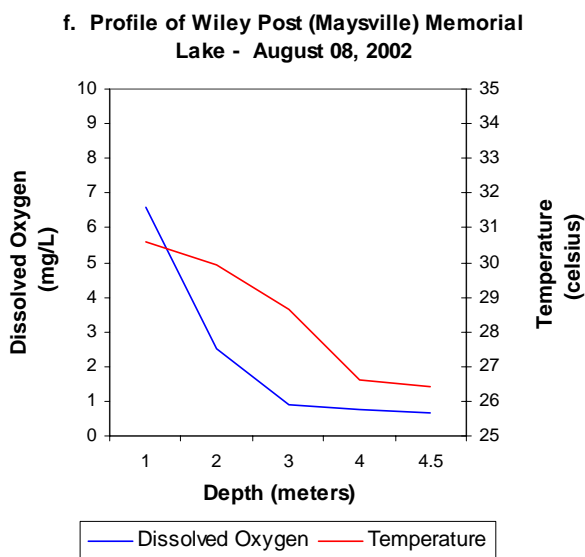 f. Profile of Wiley Post (Maysville) Memorial
Lake - August 08, 2002
10
9
8
7
6
5
4
3
2
1
0
Dissolved Oxygen
(mg/L)
35
34
33
32
31
30
29
28
27
26
25
Temperature
(celsius)
1 2 3 4 4.5
Depth (meters)
Dissolved Oxygen Temperature